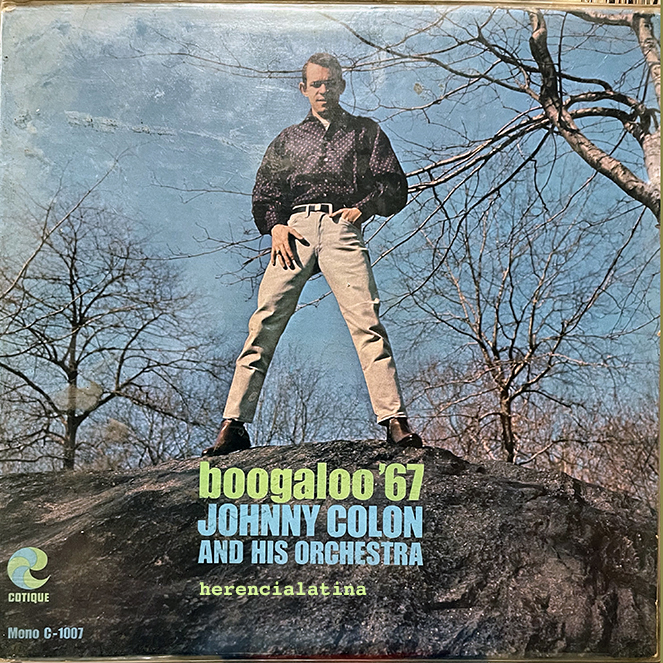 boogaloo '67
JOHNNY COLON
AND HIS ORCHESTRA
herencialatina
COTIQUE
Mono C-1007